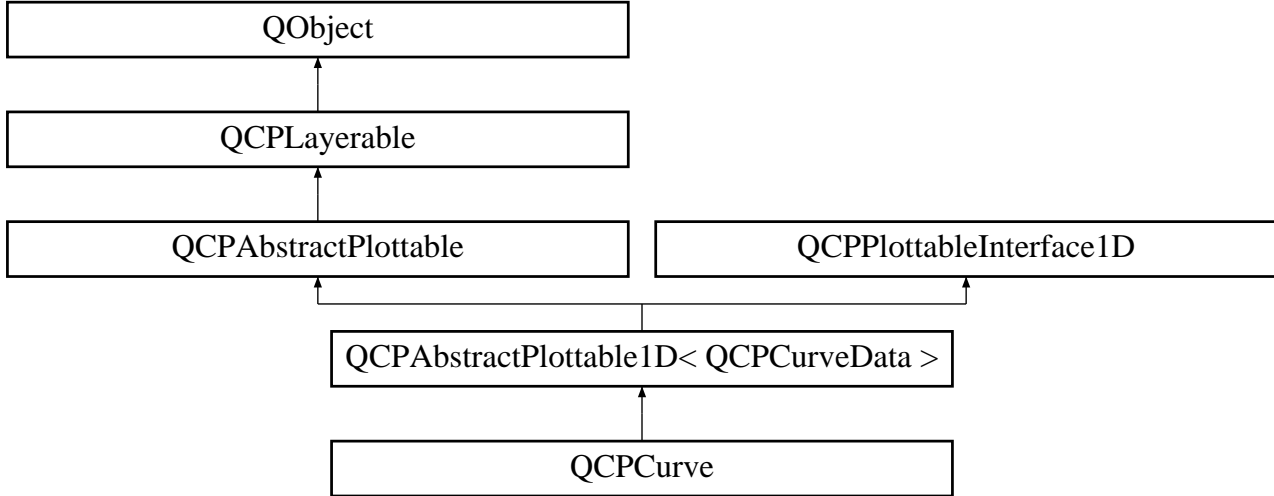 QObject
QCPLayerable
QCPAbstractPlottable
QCPPlottableInterface1D
QCPAbstractPlottable1D< QCPCurveData >
QCPCurve